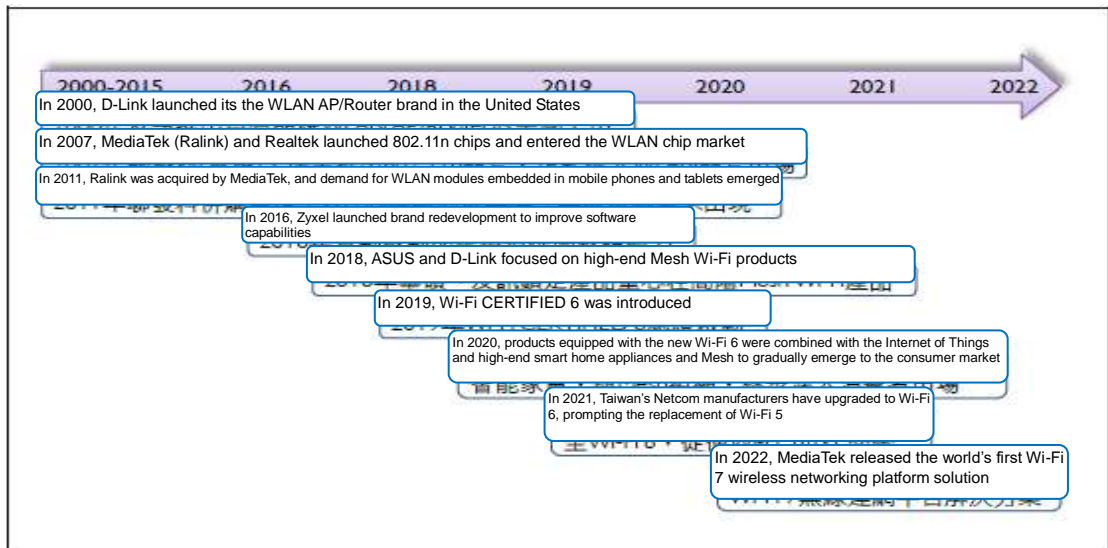 2000-2015 2016 2018 2019 2020 2021 2022
In 2000, D-Link launched its the WLAN AP/Router brand in the United States
In 2007, MediaTek (Ralink) and Realtek launched 802.11n chips and entered the WLAN chip market
In 2011, Ralink was acquired by MediaTek, and demand for WLAN modules embedded in mobile phones and tablets emerged
In 2016, Zyxel launched brand redevelopment to improve software
capabilities
In 2018, ASUS and D-Link focused on high-end Mesh Wi-Fi products
In 2019, Wi-Fi CERTIFIED 6 was introduced
In 2020, products equipped with the new Wi-Fi 6 were combined with the Internet of Things
and high-end smart home appliances and Mesh to gradually emerge to the consumer market
In 2021, Taiwan's Netcom manufacturers have upgraded to Wi-Fi
6, prompting the replacement of Wi-Fi 5
In 2022, MediaTek released the world's first Wi-Fi
7 wireless networking platform solution